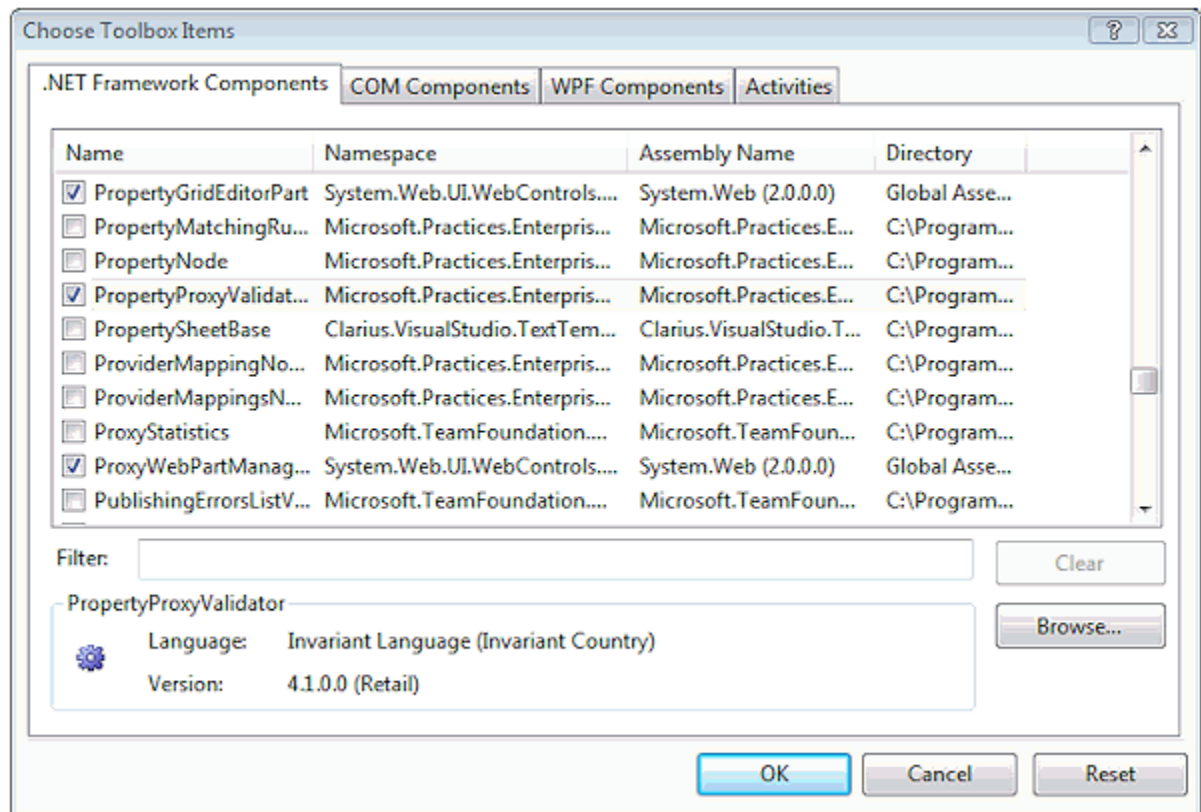 Choose Toolbox Items
.NET Framework Components COM Components WPF Components Activities
Name Namespace Assembly Name Directory
PropertyGridEditorPart System.Web.UI.WebControls.... System.Web (2.0.0.0) Global Asse...
PropertyMatchingRu... Microsoft.Practices.Enterpris... Microsoft.Practices.E... C:\Program...
PropertyNode Microsoft.Practices.Enterpris... Microsoft.Practices.E... C:\Program...
PropertyProxyValidat... Microsoft.Practices.Enterpris... Microsoft.Practices.E... C:\Program...
PropertySheetBase Clarius.VisualStudio.TextTem... Clarius.VisualStudio.T... C:\Program...
ProviderMappingNo... Microsoft.Practices.Enterpris... Microsoft.Practices.E... C:\Program...
ProviderMappingsN... Microsoft.Practices.Enterpris... Microsoft.Practices.E... C:\Program...
ProxyStatistics Microsoft.TeamFoundation.... Microsoft.TeamFoun... C:\Program...
ProxyWebPartManag... System.Web.UI.WebControls.... System.Web (2.0.0.0) Global Asse...
PublishingErrorsListV... Microsoft.TeamFoundation.... Microsoft.TeamFoun... C:\Program...
Filter: Clear
PropertyProxyValidator
Browse...
Language: Invariant Language (Invariant Country)
Version: 4.1.0.0 (Retail)
OK Cancel Reset